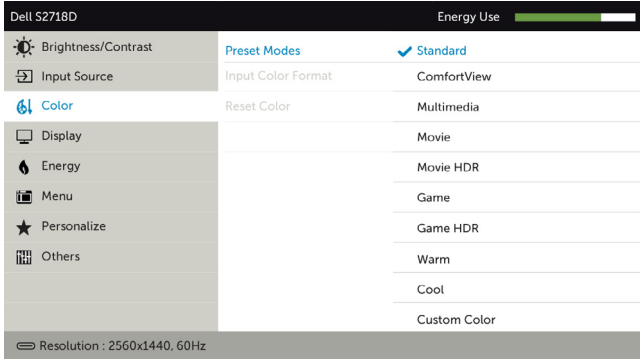 Dell S2718D Energy Use
Brightness/Contrast Preset Modes Standard
Input Source Input Color Format ComfortView
Color Reset Color Multimedia
Display Movie
Energy Movie HDR
Menu Game
Personalize Game HDR
Others Warm
Cool
Custom Color
Resolution : 2560x1440, 60Hz